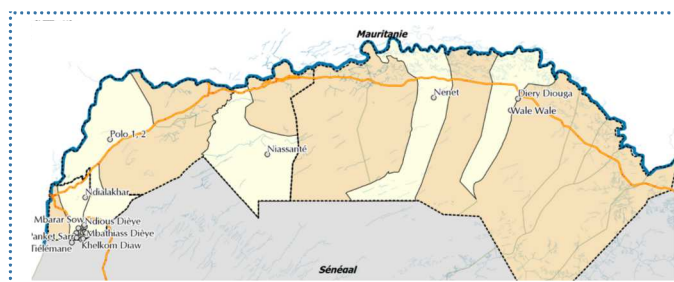 Mauritanie
Nenet
Diery Diouga
Wale Wale
Polo 1, 2
Niassanté
Ndialakhar
Mbarar Sow
Ndious Dièye
Mbathiass Dièye
Khelkom Diaw
Sénégal